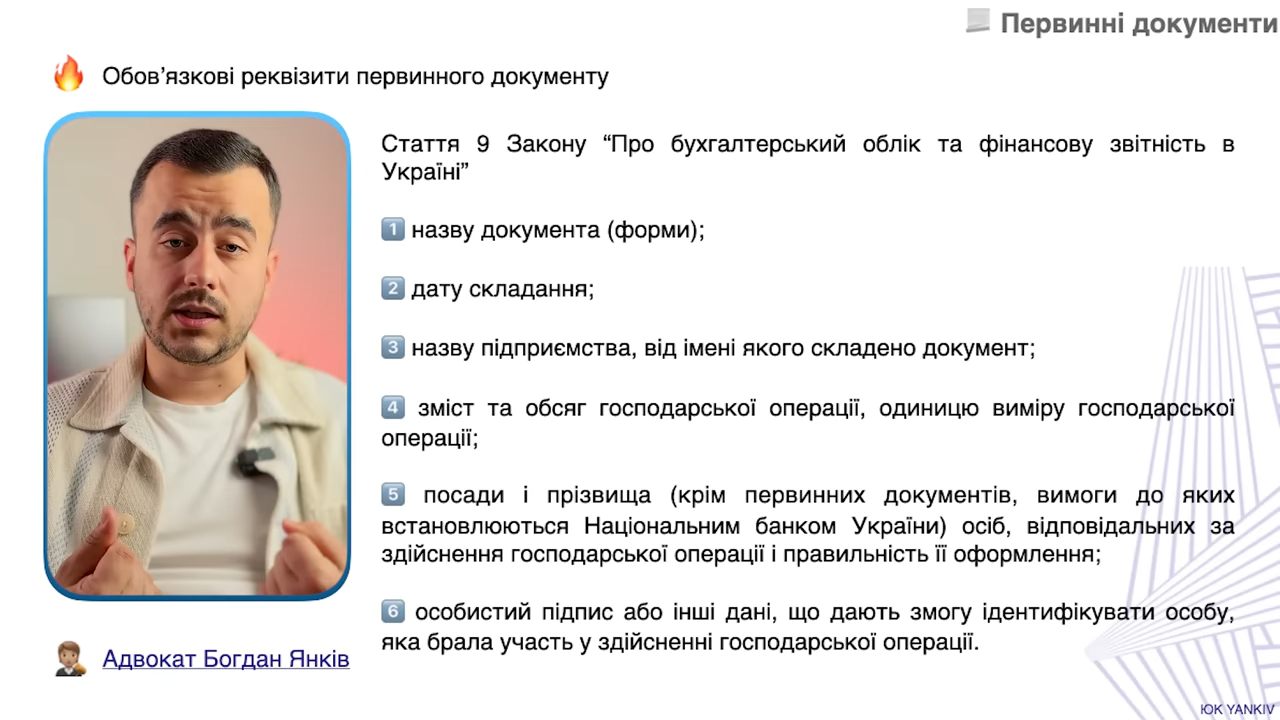 Первинні документи
Обов’язкові реквізити первинного документу
Стаття 9 Закону “Про бухгалтерський облік та фінансову звітність в
Україні”
1 назву документа (форми);
2 дату складання;
3 назву підприємства, від імені якого складено документ;
4 зміст та обсяг господарської операції, одиницю виміру господарської
операції;
5 посади і прізвища (крім первинних документів, вимоги до яких
встановлюються Національним банком України) осіб, відповідальних за
здійснення господарської операції і правильність її оформлення;
6 особистий підпис або інші дані, що дають змогу ідентифікувати особу,
яка брала участь у здійсненні господарської операції.
Адвокат Богдан Янків
ЮК YANKIV